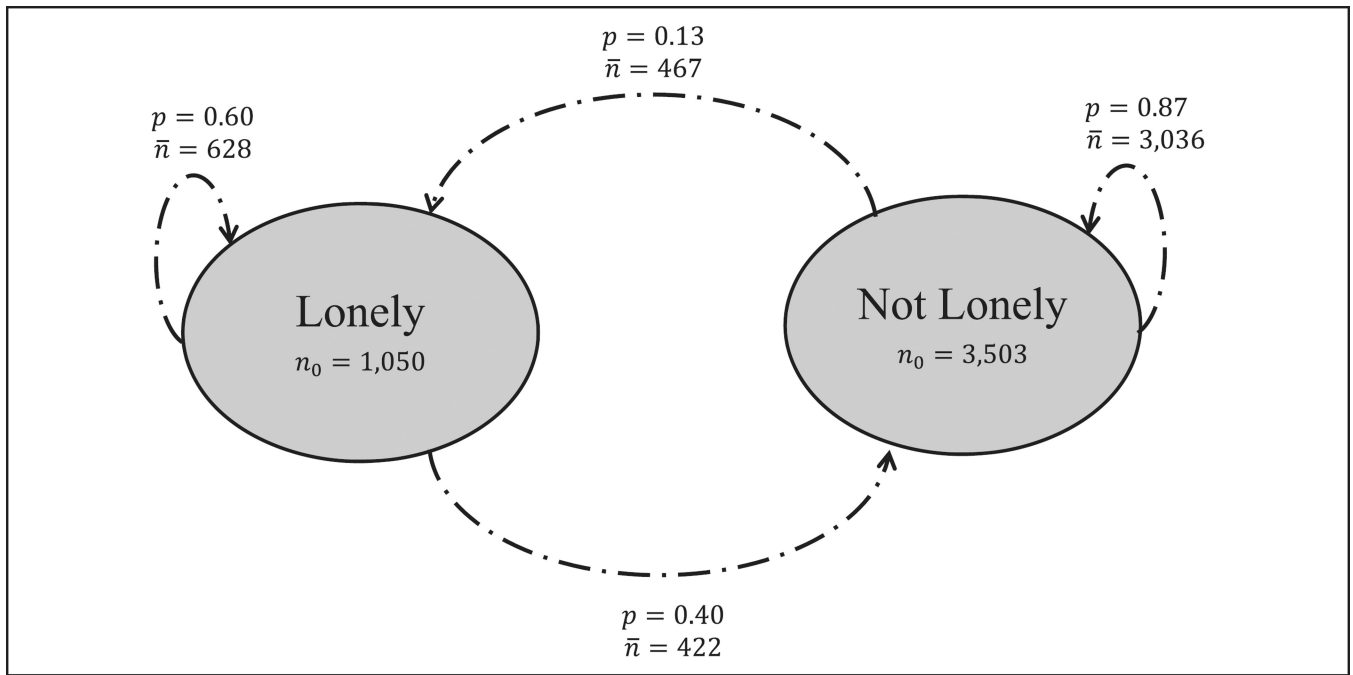 p = 0.13
n̄ = 467
p = 0.60
n̄ = 628
p = 0.87
n̄ = 3,036
Lonely
n₀ = 1,050
Not Lonely
n₀ = 3,503
p = 0.40
n̄ = 422